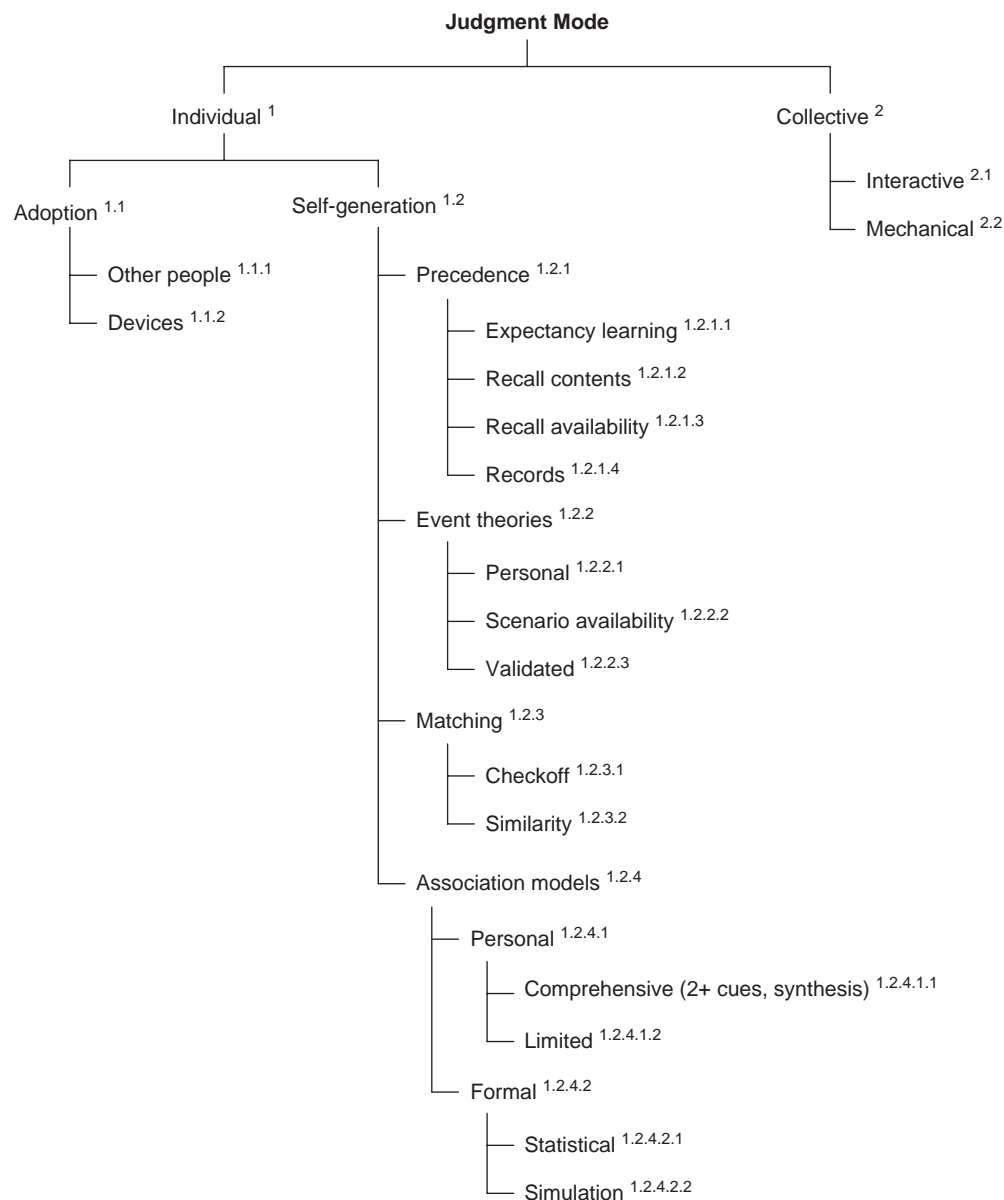 Judgment Mode
Individual 1
Collective 2
Adoption 1.1
Self-generation 1.2
Interactive 2.1
Mechanical 2.2
Other people 1.1.1
Devices 1.1.2
Precedence 1.2.1
Expectancy learning 1.2.1.1
Recall contents 1.2.1.2
Recall availability 1.2.1.3
Records 1.2.1.4
Event theories 1.2.2
Personal 1.2.2.1
Scenario availability 1.2.2.2
Validated 1.2.2.3
Matching 1.2.3
Checkoff 1.2.3.1
Similarity 1.2.3.2
Association models 1.2.4
Personal 1.2.4.1
Comprehensive (2+ cues, synthesis) 1.2.4.1.1
Limited 1.2.4.1.2
Formal 1.2.4.2
Statistical 1.2.4.2.1
Simulation 1.2.4.2.2